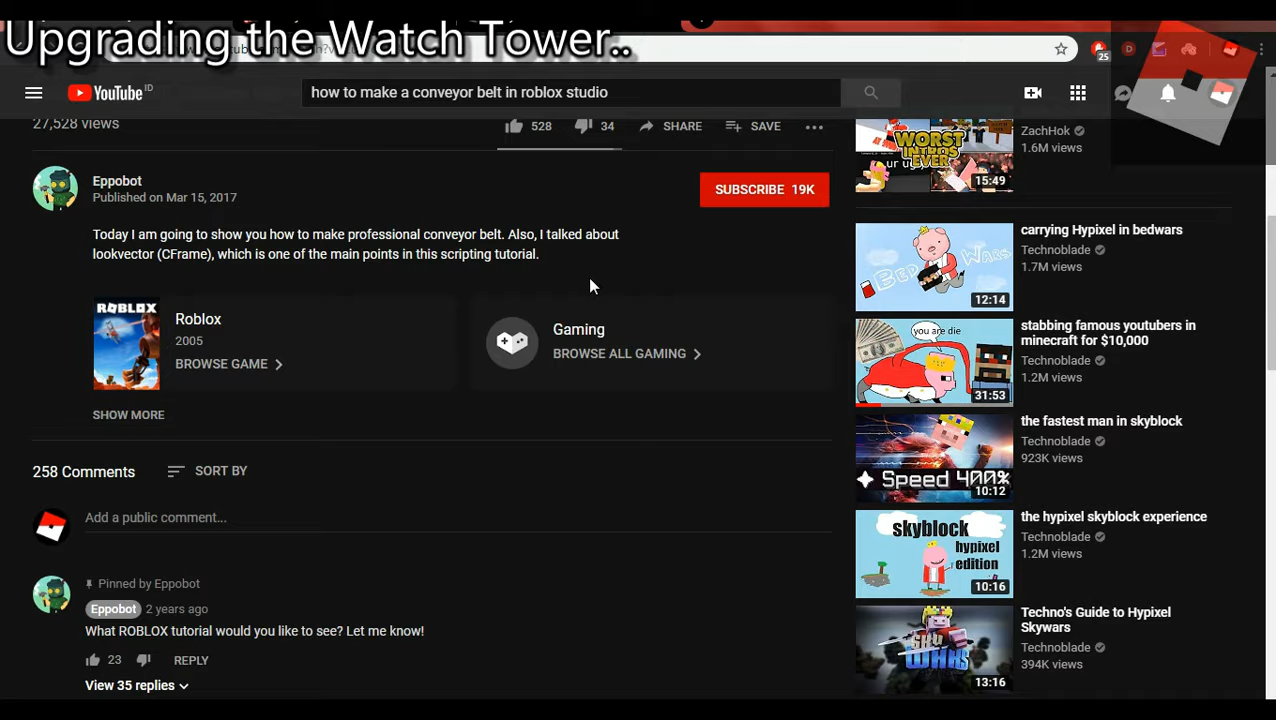 Upgrading the Watch Tower..
25
D
YouTube ID
how to make a conveyor belt in roblox studio
27,528 views
528
34
SHARE
SAVE
Eppobot
Published on Mar 15, 2017
SUBSCRIBE 19K
Today I am going to show you how to make professional conveyor belt. Also, I talked about
lookvector (CFrame), which is one of the main points in this scripting tutorial.
ROBLOX
Roblox
2005
BROWSE GAME
Gaming
BROWSE ALL GAMING
SHOW MORE
258 Comments
SORT BY
Add a public comment...
Pinned by Eppobot
Eppobot 2 years ago
What ROBLOX tutorial would you like to see? Let me know!
23
REPLY
View 35 replies
WORST
INTROS
EVER
15:49
ZachHok
1.6M views
BED WARS
12:14
carrying Hypixel in bedwars
Technoblade
1.7M views
you are die
31:53
stabbing famous youtubers in
minecraft for $10,000
Technoblade
1.2M views
Speed 400%
10:12
the fastest man in skyblock
Technoblade
923K views
skyblock
hypixel
edition
10:16
the hypixel skyblock experience
Technoblade
1.2M views
SKY
WARS
13:16
Techno's Guide to Hypixel
Skywars
Technoblade
394K views